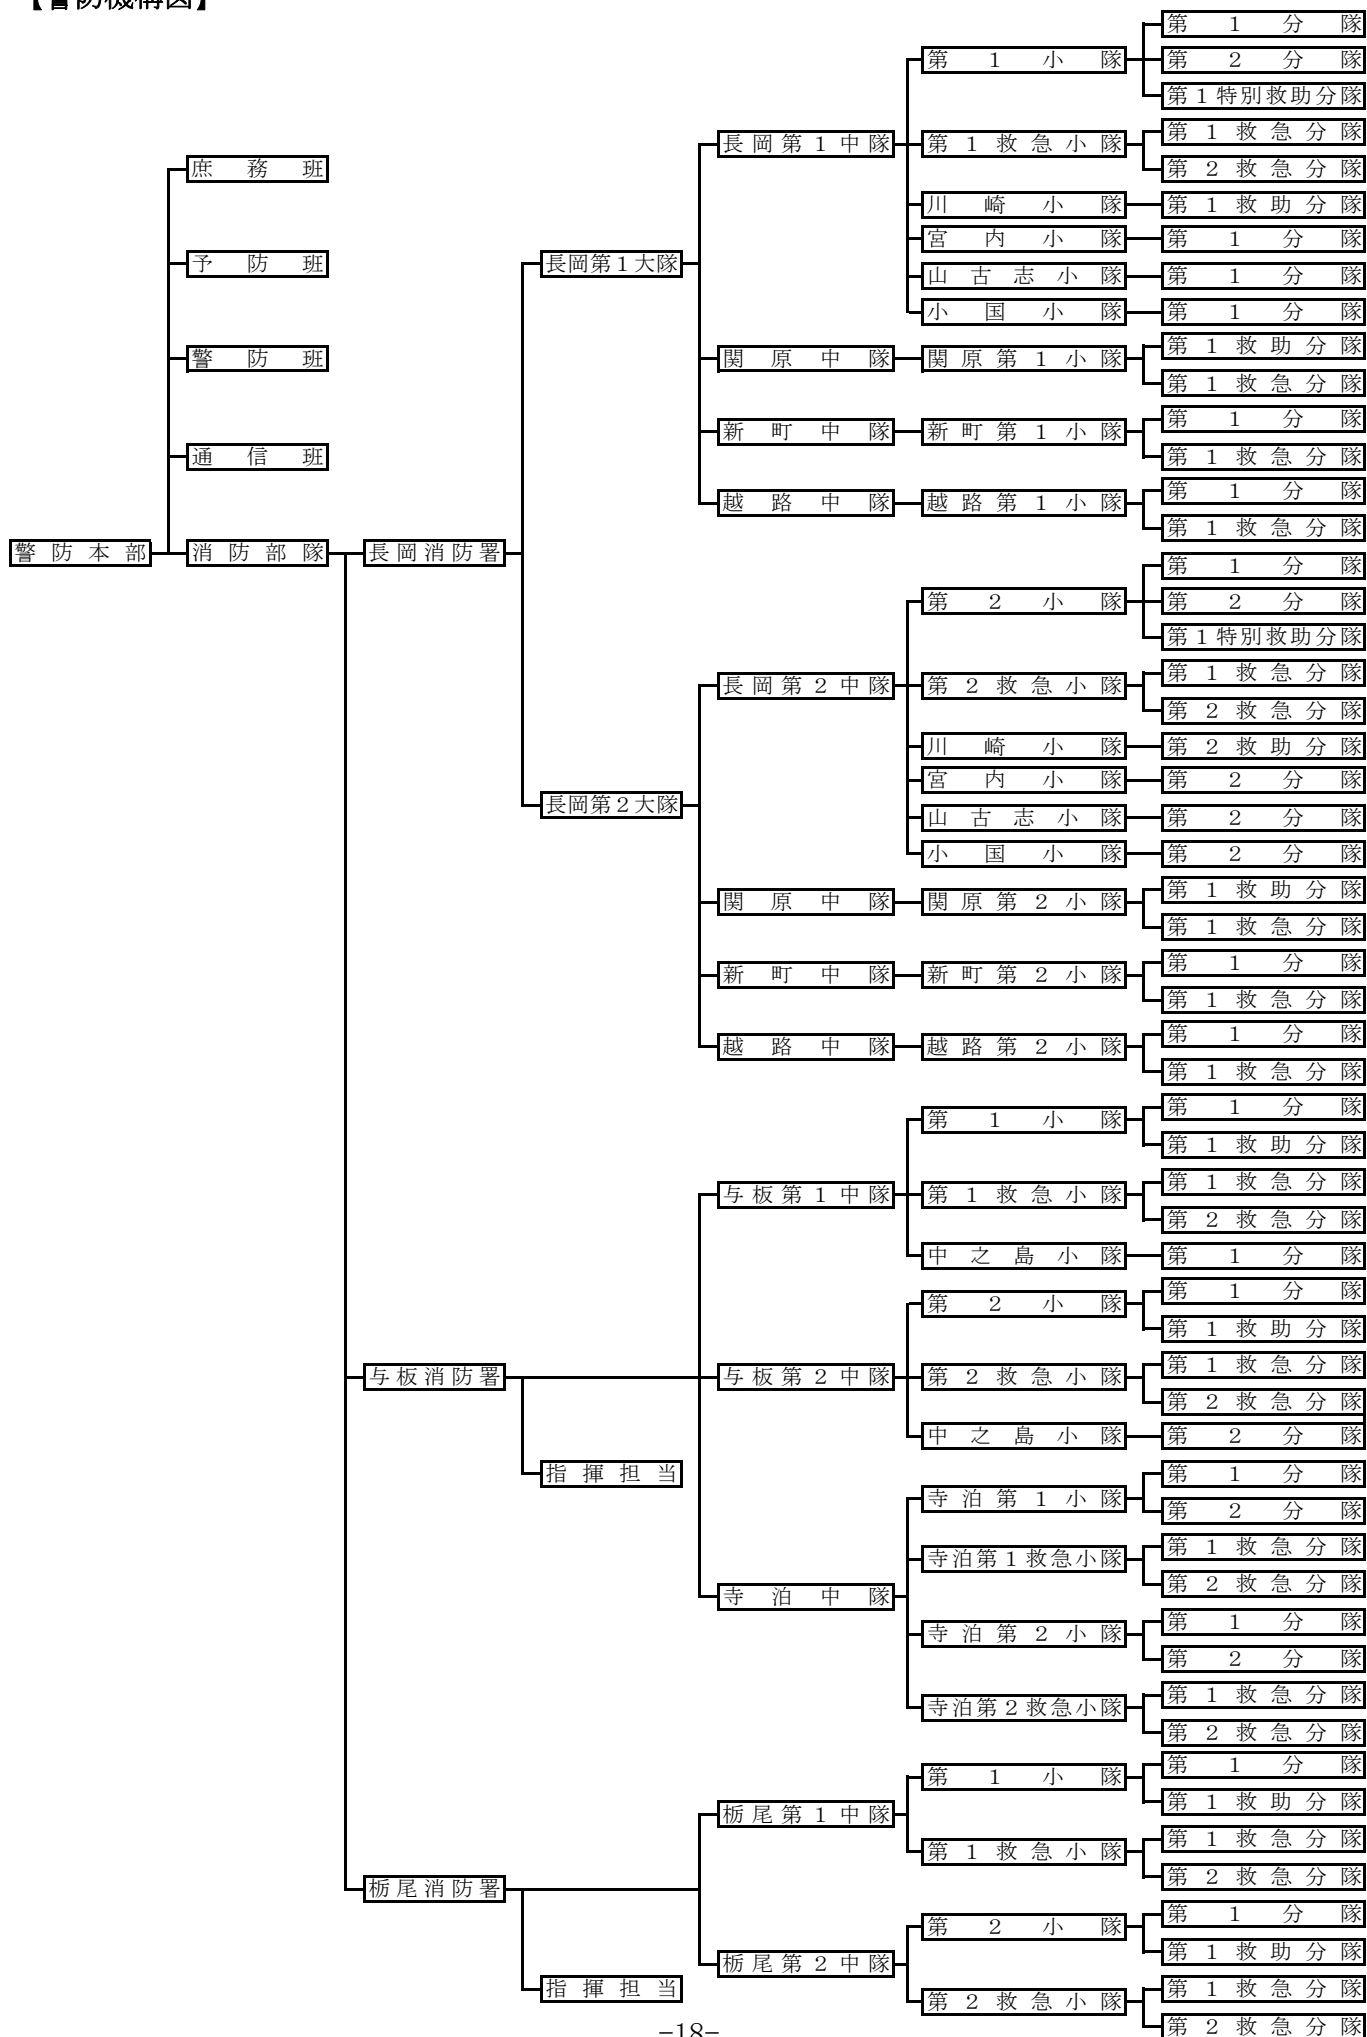 【警防機構図】
警防本部
庶務班
予防班
警防班
通信班
消防部隊
長岡消防署
長岡第1大隊
長岡第1中隊
第1小隊
第1分隊
第2分隊
第1特別救助分隊
第1救急小隊
第1救急分隊
第2救急分隊
川崎小隊
第1救助分隊
宮内小隊
第1分隊
山古志小隊
第1分隊
小国小隊
第1分隊
関原中隊
関原第1小隊
第1救助分隊
第1救急分隊
新町中隊
新町第1小隊
第1分隊
第1救急分隊
越路中隊
越路第1小隊
第1分隊
第1救急分隊
長岡第2大隊
長岡第2中隊
第2小隊
第1分隊
第2分隊
第1特別救助分隊
第2救急小隊
第1救急分隊
第2救急分隊
川崎小隊
第2救助分隊
宮内小隊
第2分隊
山古志小隊
第2分隊
小国小隊
第2分隊
関原中隊
関原第2小隊
第1救助分隊
第1救急分隊
新町中隊
新町第2小隊
第1分隊
第1救急分隊
越路中隊
越路第2小隊
第1分隊
第1救急分隊
与板消防署
指揮担当
与板第1中隊
第1小隊
第1分隊
第1救助分隊
第1救急小隊
第1救急分隊
第2救急分隊
中之島小隊
第1分隊
与板第2中隊
第2小隊
第1分隊
第1救助分隊
第2救急小隊
第1救急分隊
第2救急分隊
中之島小隊
第2分隊
寺泊中隊
寺泊第1小隊
第1分隊
第2分隊
寺泊第1救急小隊
第1救急分隊
第2救急分隊
寺泊第2小隊
第1分隊
第2分隊
寺泊第2救急小隊
第1救急分隊
第2救急分隊
栃尾消防署
指揮担当
栃尾第1中隊
第1小隊
第1分隊
第1救助分隊
第1救急小隊
第1救急分隊
第2救急分隊
栃尾第2中隊
第2小隊
第1分隊
第1救助分隊
第2救急小隊
第1救急分隊
第2救急分隊
-18-